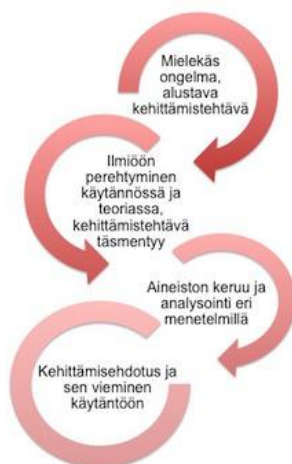 Mielekäs
ongelma,
alustava
kehittämistehtävä
Ilmiöön
perehtyminen
käytännössä ja
teoriassa,
kehittämistehtävä
täsmentyy
Aineiston keruu ja
analysointi eri
menetelmillä
Kehittämisehdotus ja
sen vieminen
käytäntöön